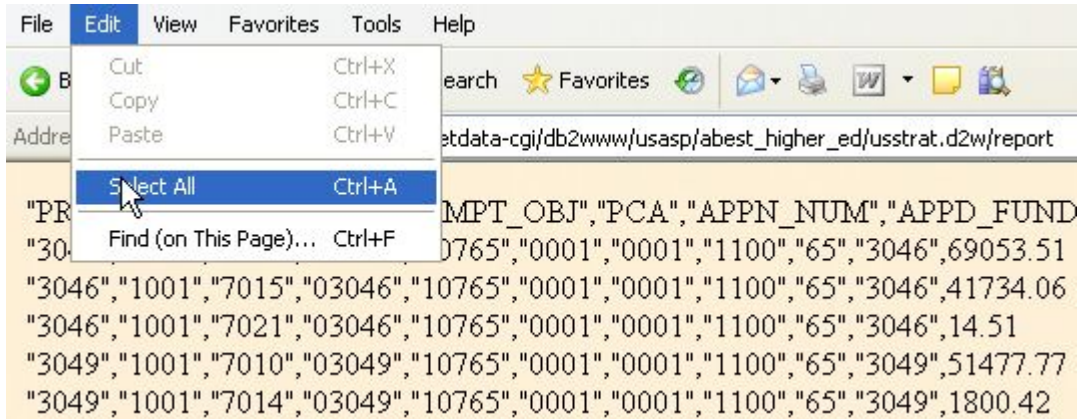 File Edit View Favorites Tools Help
Cut Ctrl+X
Copy Ctrl+C
Paste Ctrl+V
Select All Ctrl+A
Find (on This Page)... Ctrl+F
B earch Favorites
Addre etdata-cgi/db2www/usasp/abest_higher_ed/usstrat.d2w/report
"PR MPT_OBJ","PCA","APPN_NUM","APPD_FUND
"30 0765","0001","0001","1100","65","3046",69053.51
"3046","1001","7015","03046","10765","0001","0001","1100","65","3046",41734.06
"3046","1001","7021","03046","10765","0001","0001","1100","65","3046",14.51
"3049","1001","7010","03049","10765","0001","0001","1100","65","3049",51477.77
"3049","1001","7014","03049","10765","0001","0001","1100","65","3049",1800.42